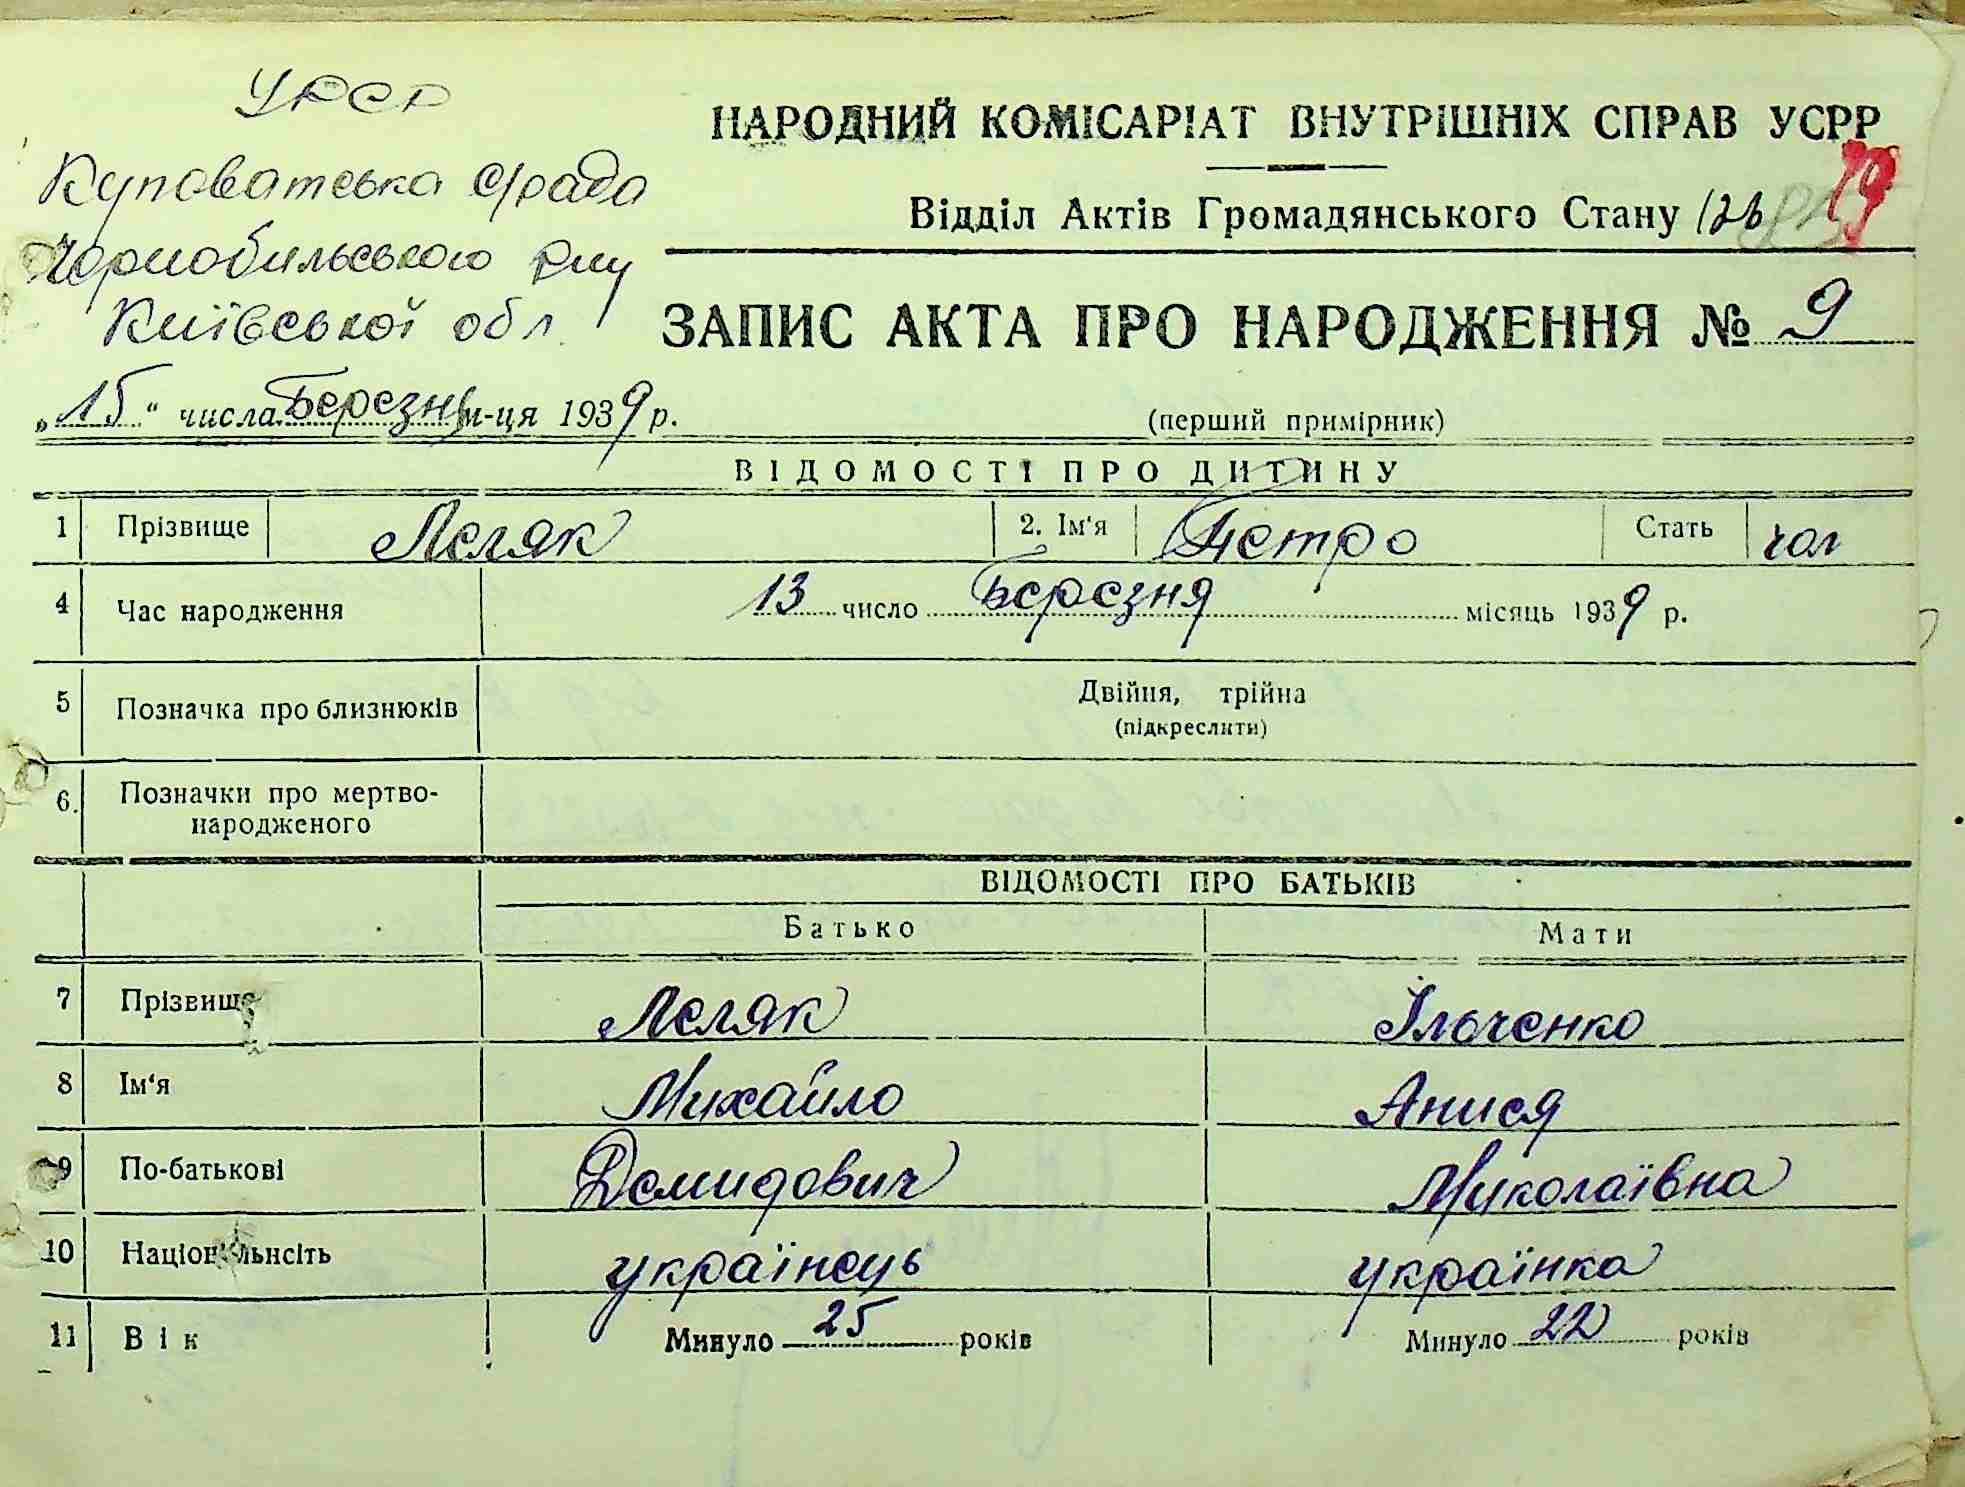 УРСР
Куповатська с/рада
Чорнобильського р-ну
Київської обл
НАРОДНИЙ КОМІСАРІАТ ВНУТРІШНІХ СПРАВ УСРР
Відділ Актів Громадянського Стану
ЗАПИС АКТА ПРО НАРОДЖЕННЯ № 9
„15“ числа Березня м-ця 1939 р.
(перший примірник)
ВІДОМОСТІ ПРО ДИТИНУ
1 Прізвище Леляк 2. Ім'я Петро Стать чол
4 Час народження 13 число Березня місяць 1939 р.
5 Позначка про близнюків Двійня, трійна
(підкреслити)
6. Позначки про мертво-
народженого
ВІДОМОСТІ ПРО БАТЬКІВ
Батько Мати
7 Прізвище Леляк Ільченко
8 Ім'я Михайло Анися
9 По-батькові Демидович Миколаївна
10 Національнсіть українець українка
11 Вік Минуло 25 років Минуло 22 років